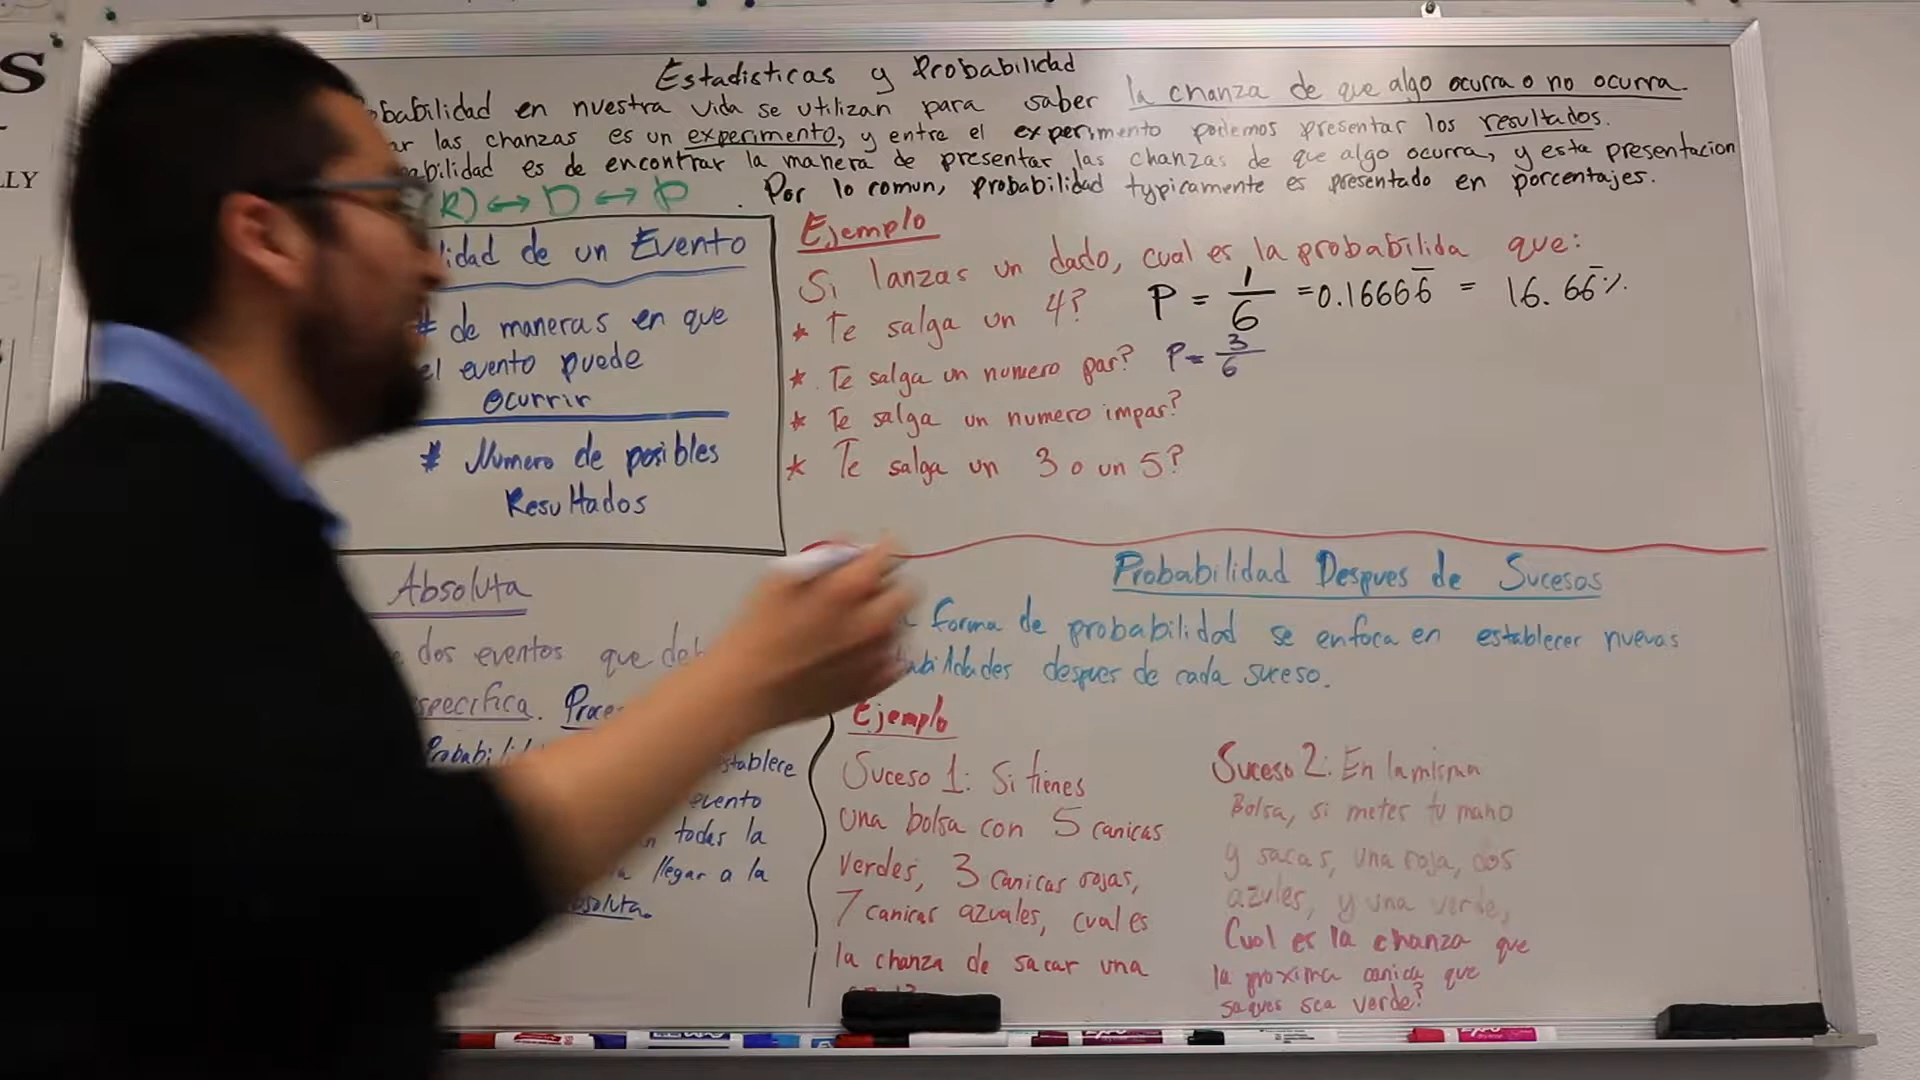 S
LLY
Estadisticas y Probabilidad
obabilidad en nuestra vida se utilizan para saber la chanza de que algo ocurra o no ocurra.
ar las chanzas es un experimento, y entre el experimento podemos presentar los resultados.
abilidad es de encontrar la manera de presentar las chanzas de que algo ocurra, y esta presentacion
(R) ↔ D ↔ P . Por lo comun, probabilidad typicamente es presentado en porcentajes.
lidad de un Evento
# de maneras en que
el evento puede
Ocurrir
# Numero de posibles
Resultados
Ejemplo
Si lanzas un dado, cual es la probabilida que:
* Te salga un 4? P = 1/6 = 0.16666̅ = 16.66̅%.
* Te salga un numero par? P = 3/6
* Te salga un numero impar?
* Te salga un 3 o un 5?
Absoluta
dos eventos que deb
specifica. Proce
Probabili stablece
evento
todas la
llegar a la
bsoluta.
Probabilidad Despues de Sucesos
forma de probabilidad se enfoca en establecer nuevas
abilidades despues de cada suceso.
Ejemplo
Suceso 1: Si tienes
una bolsa con 5 canicas
verdes, 3 canicas rojas,
7 canicas azuales, cual es
la chanza de sacar una
Suceso 2: En la misma
Bolsa, si metes tu mano
y sacas, una roja, dos
azules, y una verde,
Cual es la chanza que
la proxima canica que
saques sea verde?